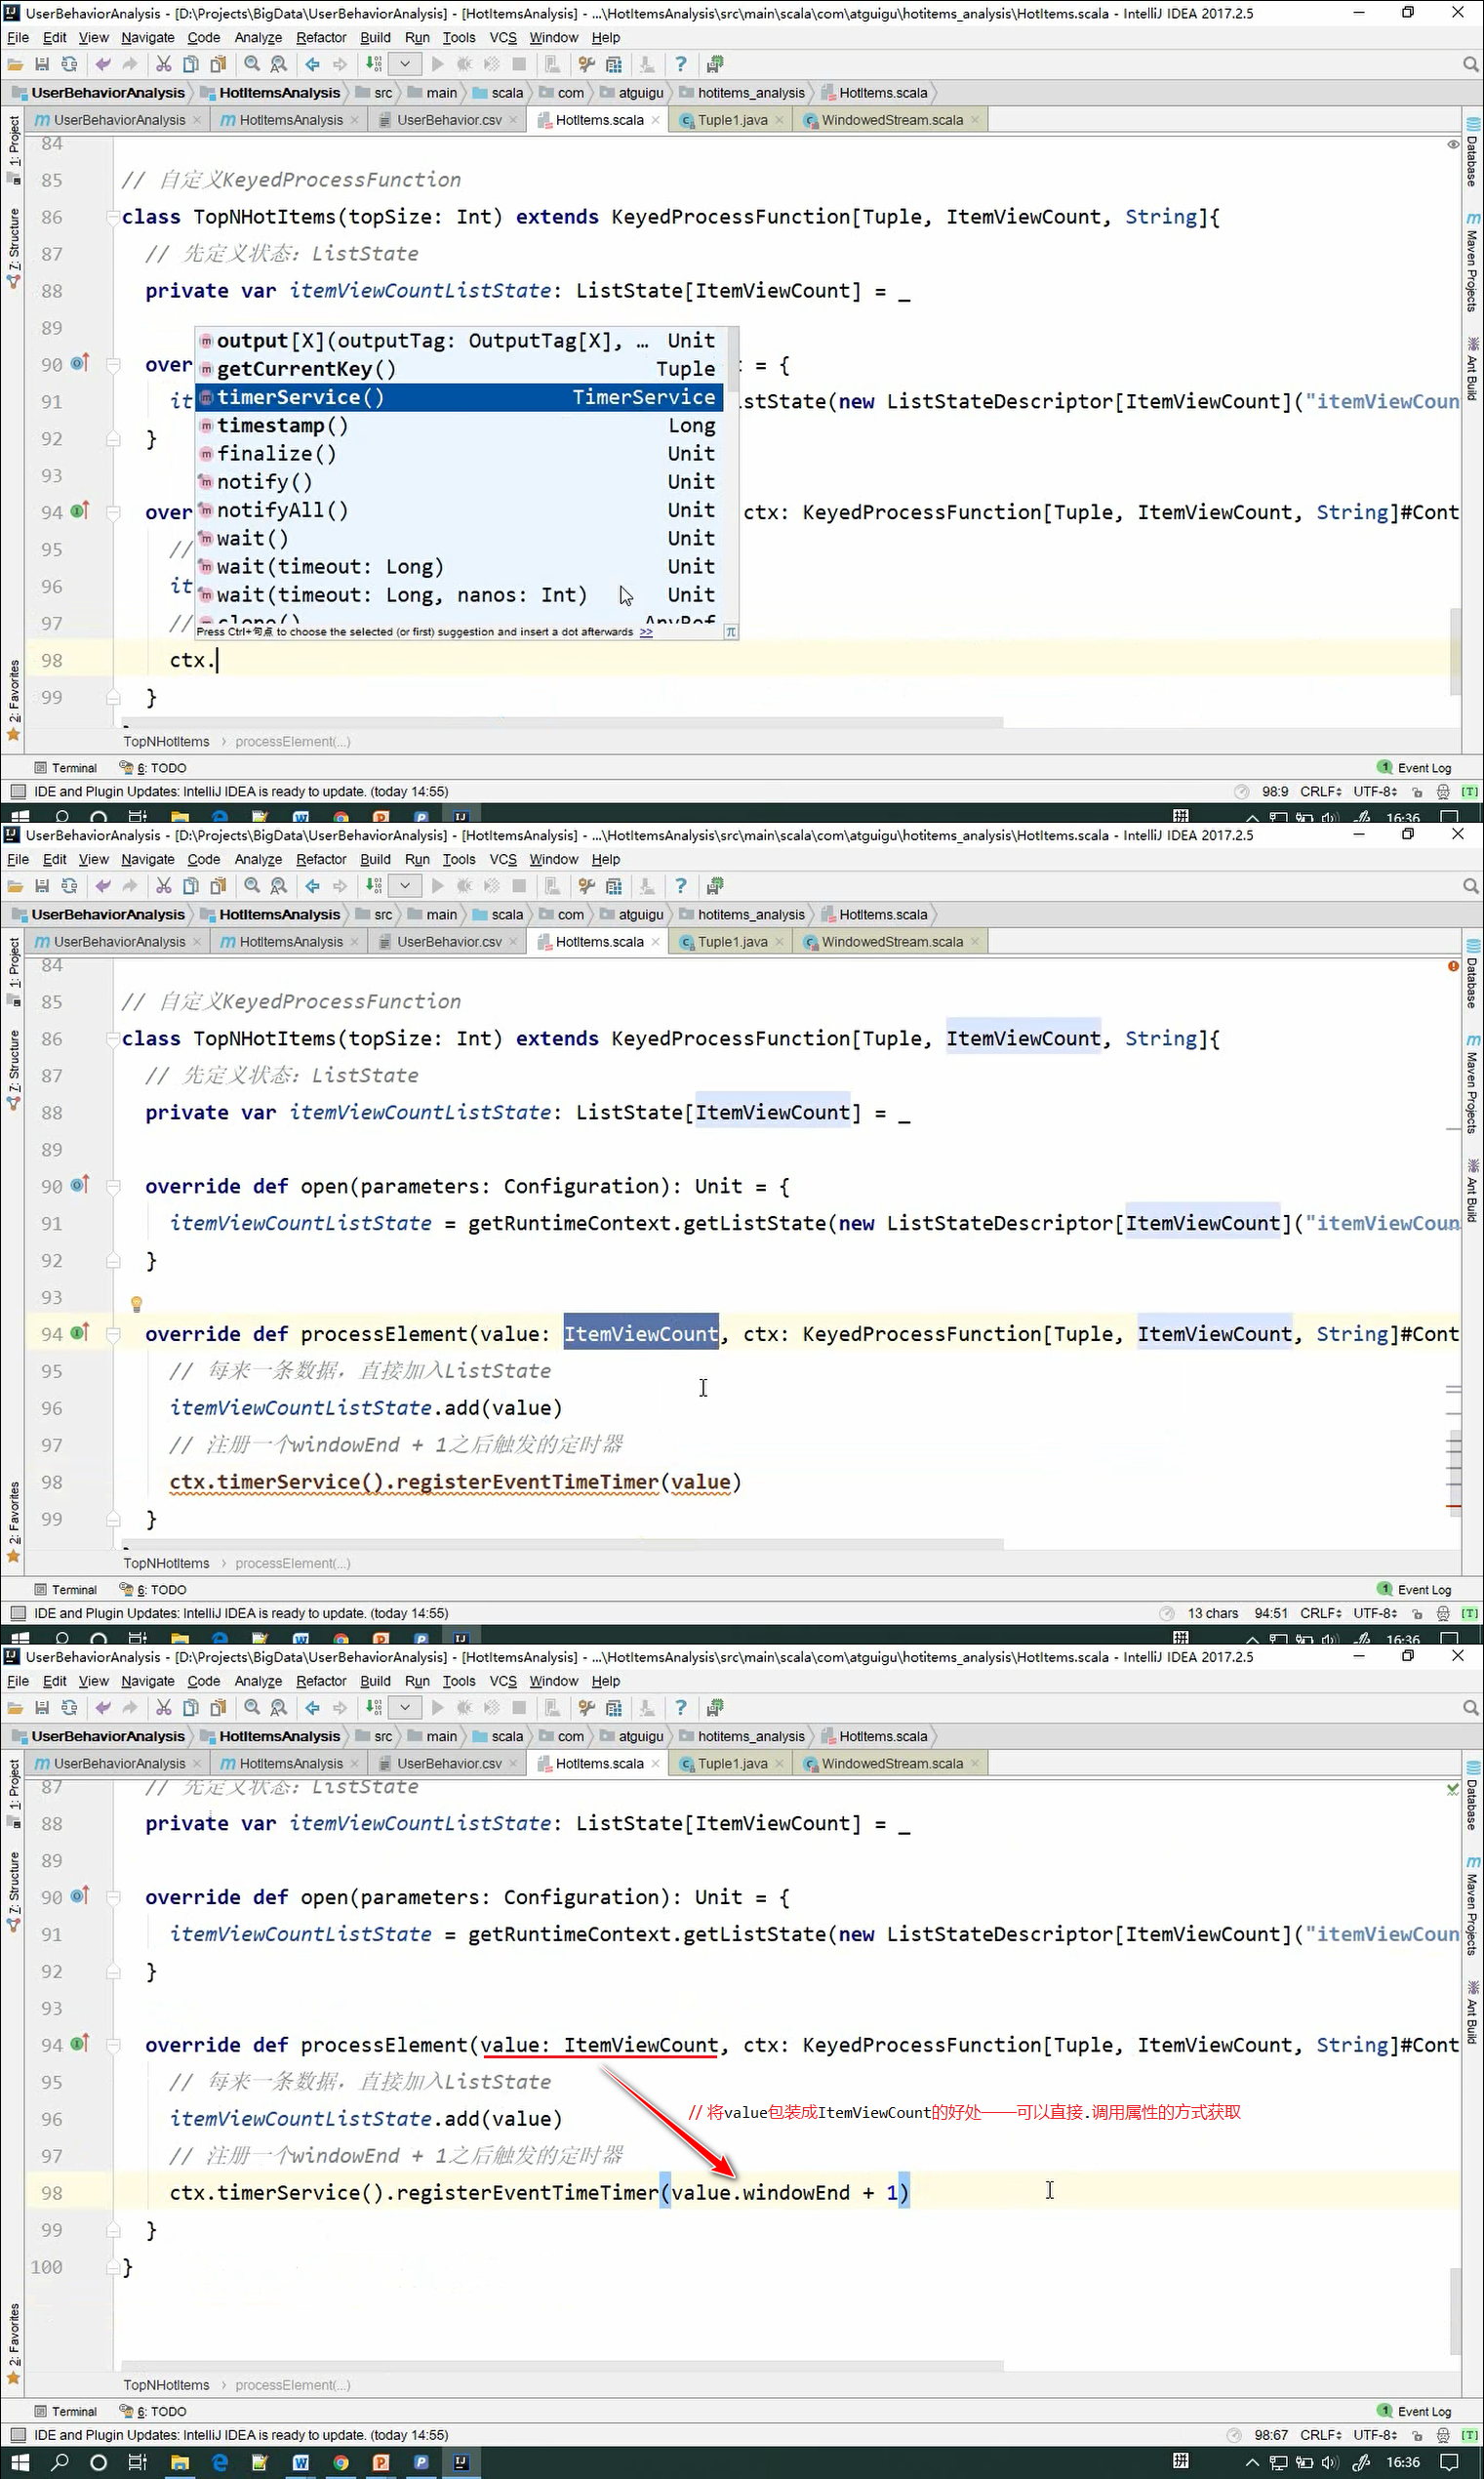 UserBehaviorAnalysis - [D:\Projects\BigData\UserBehaviorAnalysis] - [HotItemsAnalysis] - ...\HotItemsAnalysis\src\main\scala\com\atguigu\hotitems_analysis\HotItems.scala - IntelliJ IDEA 2017.2.5
File Edit View Navigate Code Analyze Refactor Build Run Tools VCS Window Help
UserBehaviorAnalysis HotItemsAnalysis src main scala com atguigu hotitems_analysis HotItems.scala
UserBehaviorAnalysis HotItemsAnalysis UserBehavior.csv HotItems.scala Tuple1.java WindowedStream.scala
1: Project
7: Structure
2: Favorites
Database
Maven Projects
Ant Build
84
85 // 自定义KeyedProcessFunction
86 class TopNHotItems(topSize: Int) extends KeyedProcessFunction[Tuple, ItemViewCount, String]{
87 // 先定义状态：ListState
88 private var itemViewCountListState: ListState[ItemViewCount] = _
89
output[X](outputTag: OutputTag[X], … Unit
90 over = {
getCurrentKey() Tuple
91 it stState(new ListStateDescriptor[ItemViewCount]("itemViewCoun
timerService() TimerService
timestamp() Long
92 }
finalize() Unit
93
notify() Unit
94 over ctx: KeyedProcessFunction[Tuple, ItemViewCount, String]#Cont
notifyAll() Unit
95 //
wait() Unit
wait(timeout: Long) Unit
96 it
wait(timeout: Long, nanos: Int) Unit
97 //
clone() AnyRef
Press Ctrl+句点 to choose the selected (or first) suggestion and insert a dot afterwards >> π
98 ctx.
99 }
TopNHotItems › processElement(...)
Terminal 6: TODO 1 Event Log
IDE and Plugin Updates: IntelliJ IDEA is ready to update. (today 14:55) 98:9 CRLF UTF-8 [T]
16:36
UserBehaviorAnalysis - [D:\Projects\BigData\UserBehaviorAnalysis] - [HotItemsAnalysis] - ...\HotItemsAnalysis\src\main\scala\com\atguigu\hotitems_analysis\HotItems.scala - IntelliJ IDEA 2017.2.5
File Edit View Navigate Code Analyze Refactor Build Run Tools VCS Window Help
UserBehaviorAnalysis HotItemsAnalysis src main scala com atguigu hotitems_analysis HotItems.scala
UserBehaviorAnalysis HotItemsAnalysis UserBehavior.csv HotItems.scala Tuple1.java WindowedStream.scala
1: Project
7: Structure
2: Favorites
Database
Maven Projects
Ant Build
84
85 // 自定义KeyedProcessFunction
86 class TopNHotItems(topSize: Int) extends KeyedProcessFunction[Tuple, ItemViewCount, String]{
87 // 先定义状态：ListState
88 private var itemViewCountListState: ListState[ItemViewCount] = _
89
90 override def open(parameters: Configuration): Unit = {
91 itemViewCountListState = getRuntimeContext.getListState(new ListStateDescriptor[ItemViewCount]("itemViewCoun
92 }
93
94 override def processElement(value: ItemViewCount, ctx: KeyedProcessFunction[Tuple, ItemViewCount, String]#Cont
95 // 每来一条数据，直接加入ListState
96 itemViewCountListState.add(value)
97 // 注册一个windowEnd + 1之后触发的定时器
98 ctx.timerService().registerEventTimeTimer(value)
99 }
TopNHotItems › processElement(...)
Terminal 6: TODO 1 Event Log
IDE and Plugin Updates: IntelliJ IDEA is ready to update. (today 14:55) 13 chars 94:51 CRLF UTF-8 [T]
16:36
UserBehaviorAnalysis - [D:\Projects\BigData\UserBehaviorAnalysis] - [HotItemsAnalysis] - ...\HotItemsAnalysis\src\main\scala\com\atguigu\hotitems_analysis\HotItems.scala - IntelliJ IDEA 2017.2.5
File Edit View Navigate Code Analyze Refactor Build Run Tools VCS Window Help
UserBehaviorAnalysis HotItemsAnalysis src main scala com atguigu hotitems_analysis HotItems.scala
UserBehaviorAnalysis HotItemsAnalysis UserBehavior.csv HotItems.scala Tuple1.java WindowedStream.scala
1: Project
7: Structure
2: Favorites
Database
Maven Projects
Ant Build
87 // 先定义状态：ListState
88 private var itemViewCountListState: ListState[ItemViewCount] = _
89
90 override def open(parameters: Configuration): Unit = {
91 itemViewCountListState = getRuntimeContext.getListState(new ListStateDescriptor[ItemViewCount]("itemViewCoun
92 }
93
94 override def processElement(value: ItemViewCount, ctx: KeyedProcessFunction[Tuple, ItemViewCount, String]#Cont
95 // 每来一条数据，直接加入ListState
// 将value包装成ItemViewCount的好处——可以直接.调用属性的方式获取
96 itemViewCountListState.add(value)
97 // 注册一个windowEnd + 1之后触发的定时器
98 ctx.timerService().registerEventTimeTimer(value.windowEnd + 1)
99 }
100 }
TopNHotItems › processElement(...)
Terminal 6: TODO 1 Event Log
IDE and Plugin Updates: IntelliJ IDEA is ready to update. (today 14:55) 98:67 CRLF UTF-8 [T]
16:36